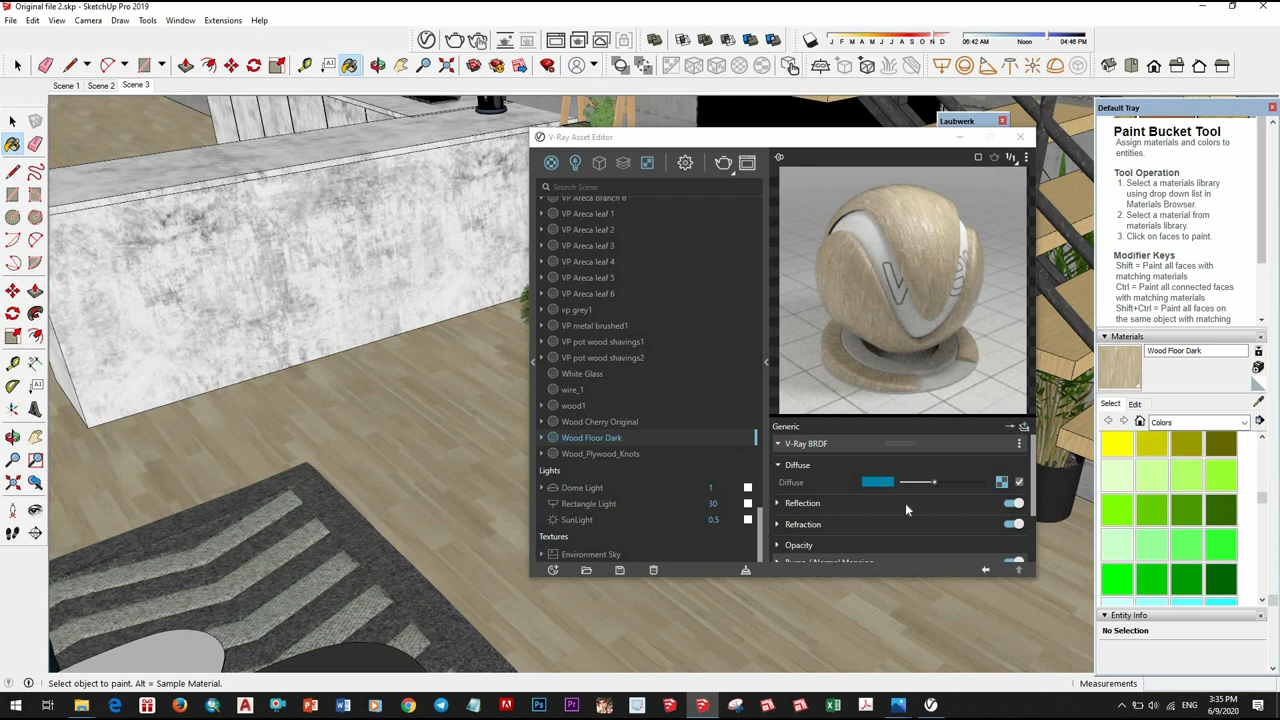 Original file 2.skp - SketchUp Pro 2019
File Edit View Camera Draw Tools Window Extensions Help
J F M A M J J A S O N D
06:42 AM Noon 04:46 PM
Scene 1 Scene 2 Scene 3
Laubwerk
V-Ray Asset Editor
Search Scene
VP Areca branch 6
VP Areca leaf 1
VP Areca leaf 2
VP Areca leaf 3
VP Areca leaf 4
VP Areca leaf 5
VP Areca leaf 6
vp grey1
VP metal brushed1
VP pot wood shavings1
VP pot wood shavings2
White Glass
wire_1
wood1
Wood Cherry Original
Wood Floor Dark
Wood_Plywood_Knots
Lights
Dome Light 1
Rectangle Light 30
SunLight 0.5
Textures
Environment Sky
1/1
Generic
V-Ray BRDF
Diffuse
Diffuse
Reflection
Refraction
Opacity
Bump / Normal Mapping
Default Tray
Paint Bucket Tool
Assign materials and colors to
entities.
Tool Operation
1. Select a materials library
using drop down list in
Materials Browser.
2. Select a material from
materials library.
3. Click on faces to paint.
Modifier Keys
Shift = Paint all faces with
matching materials
Ctrl = Paint all connected faces
with matching materials
Shift+Ctrl = Paint all faces on
the same object with matching
Materials
Wood Floor Dark
Select Edit
Colors
Entity Info
No Selection
Select object to paint. Alt = Sample Material.
Measurements
3:35 PM
6/9/2020